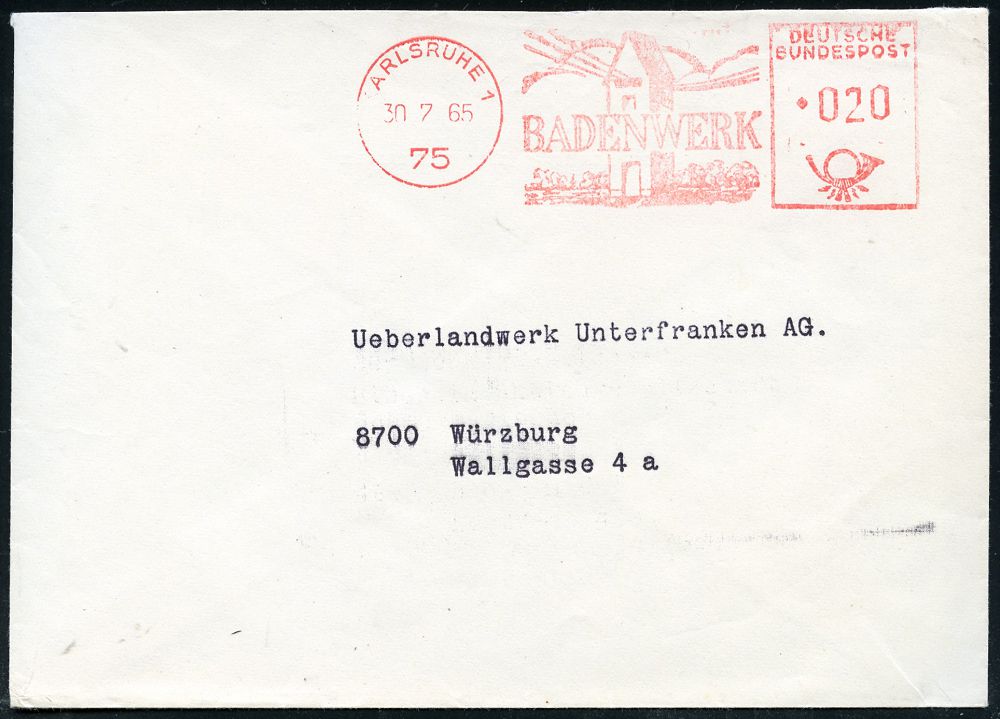 ARLSRUHE 1
30 7 65
75
BADENWERK
DEUTSCHE
BUNDESPOST
020
Ueberlandwerk Unterfranken AG.
8700 Würzburg
Wallgasse 4 a